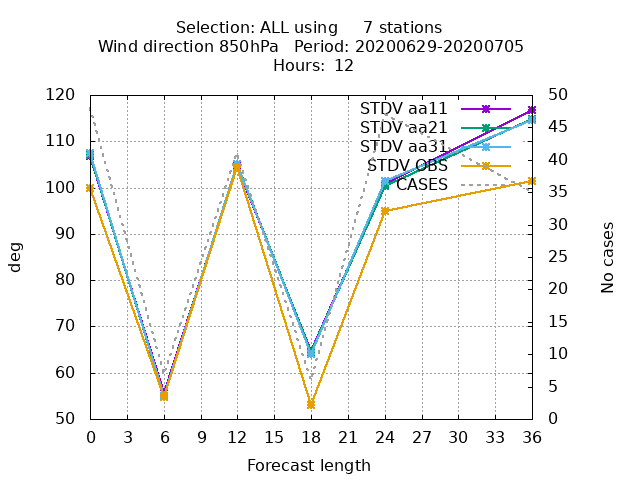 Selection: ALL using     7 stations
Wind direction 850hPa   Period: 20200629-20200705
Hours: 12
STDV aa11
STDV aa21
STDV aa31
STDV OBS
CASES
120
110
100
90
80
70
60
50
deg
50
45
40
35
30
25
20
15
10
5
0
No cases
0 3 6 9 12 15 18 21 24 27 30 33 36
Forecast length